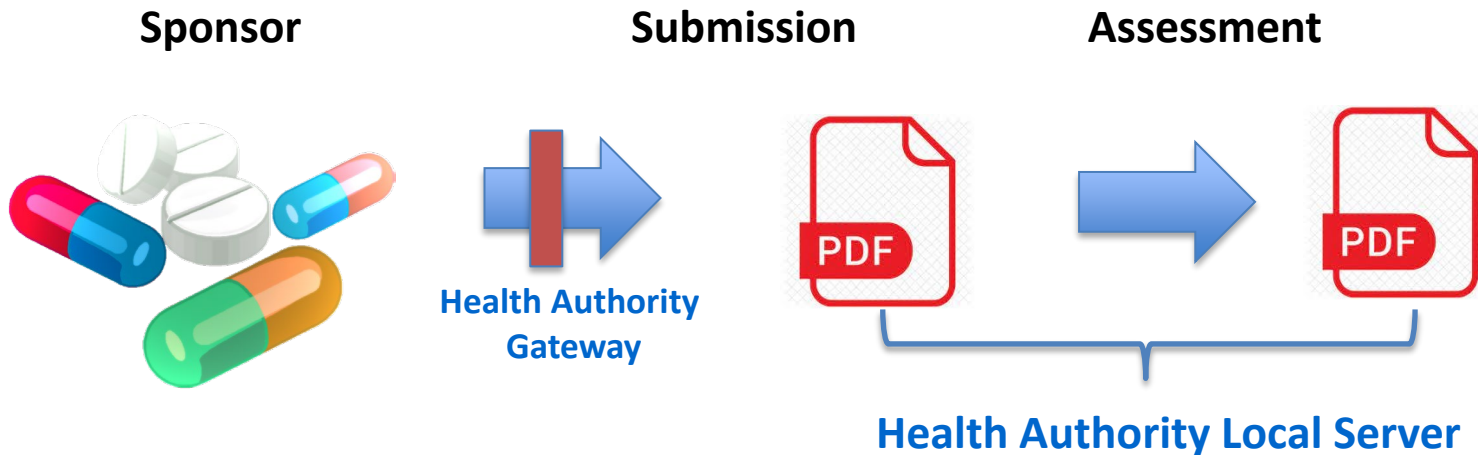 Sponsor
Submission
Assessment
PDF
PDF
Health Authority
Gateway
Health Authority Local Server